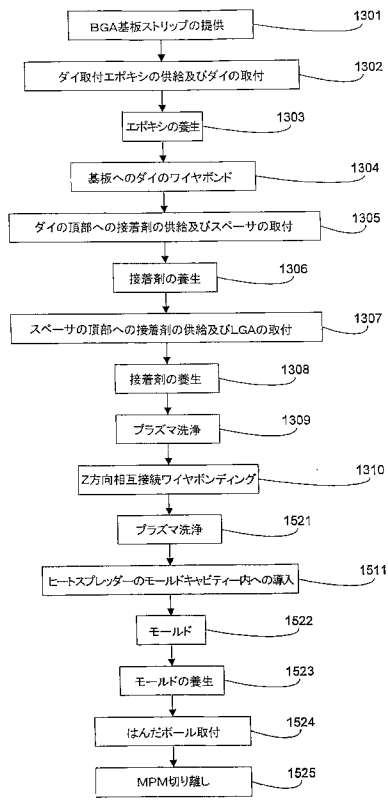 BGA基板ストリップの提供 1301
ダイ取付エポキシの供給及びダイの取付 1302
エポキシの養生 1303
基板へのダイのワイヤボンド 1304
ダイの頂部への接着剤の供給及びスペーサの取付 1305
接着剤の養生 1306
スペーサの頂部への接着剤の供給及びLGAの取付 1307
接着剤の養生 1308
プラズマ洗浄 1309
Z方向相互接続ワイヤボンディング 1310
プラズマ洗浄 1521
ヒートスプレッダーのモールドキャビティー内への導入 1511
モールド 1522
モールドの養生 1523
はんだボール取付 1524
MPM切り離し 1525